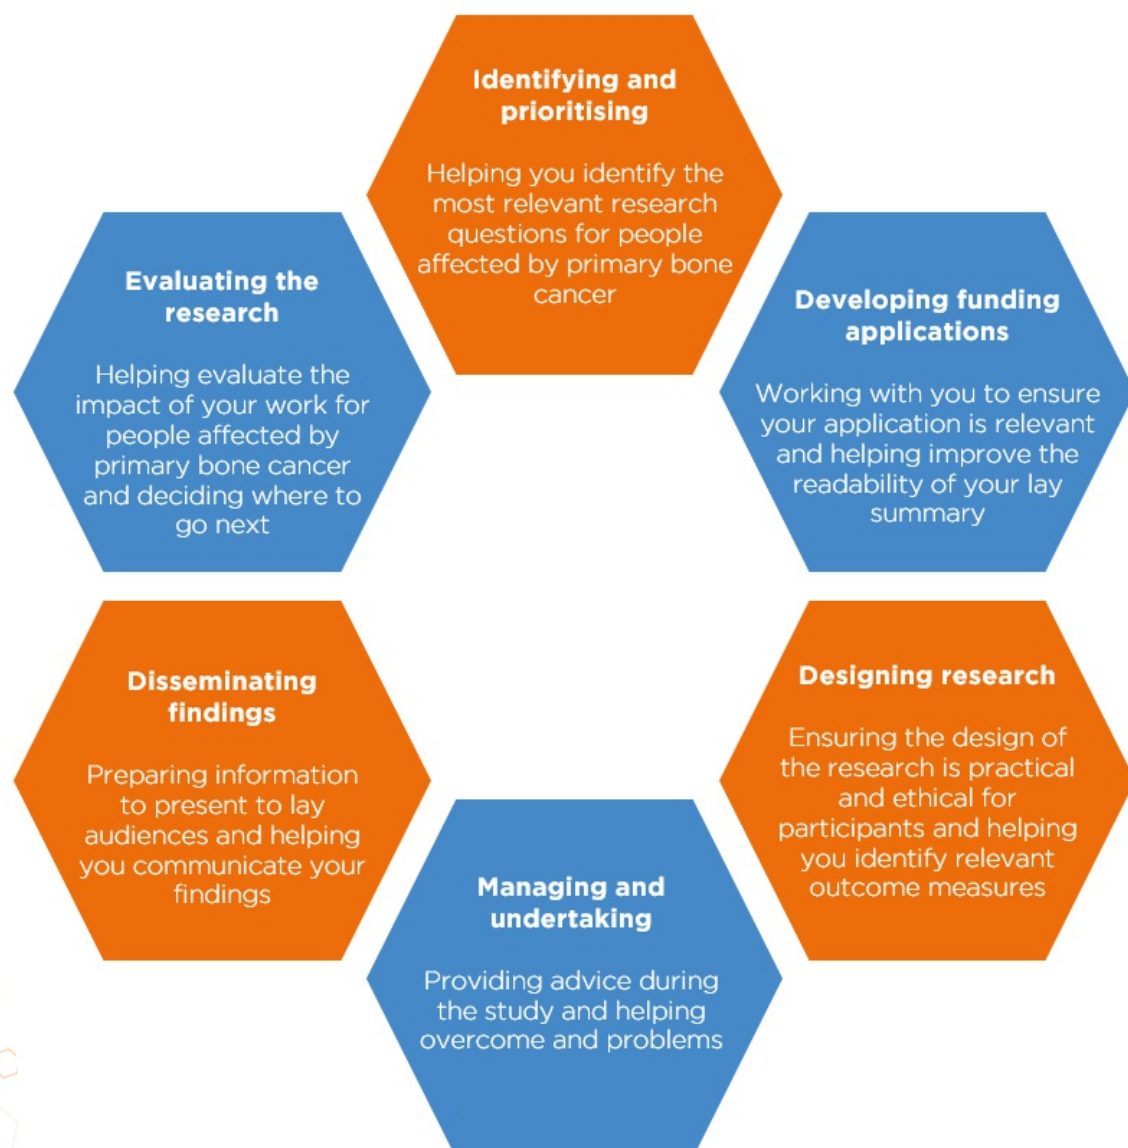 Identifying and
prioritising
Helping you identify the
most relevant research
questions for people
affected by primary bone
cancer
Developing funding
applications
Working with you to ensure
your application is relevant
and helping improve the
readability of your lay
summary
Designing research
Ensuring the design of
the research is practical
and ethical for
participants and helping
you identify relevant
outcome measures
Managing and
undertaking
Providing advice during
the study and helping
overcome and problems
Disseminating
findings
Preparing information
to present to lay
audiences and helping
you communicate your
findings
Evaluating the
research
Helping evaluate the
impact of your work for
people affected by
primary bone cancer
and deciding where to
go next